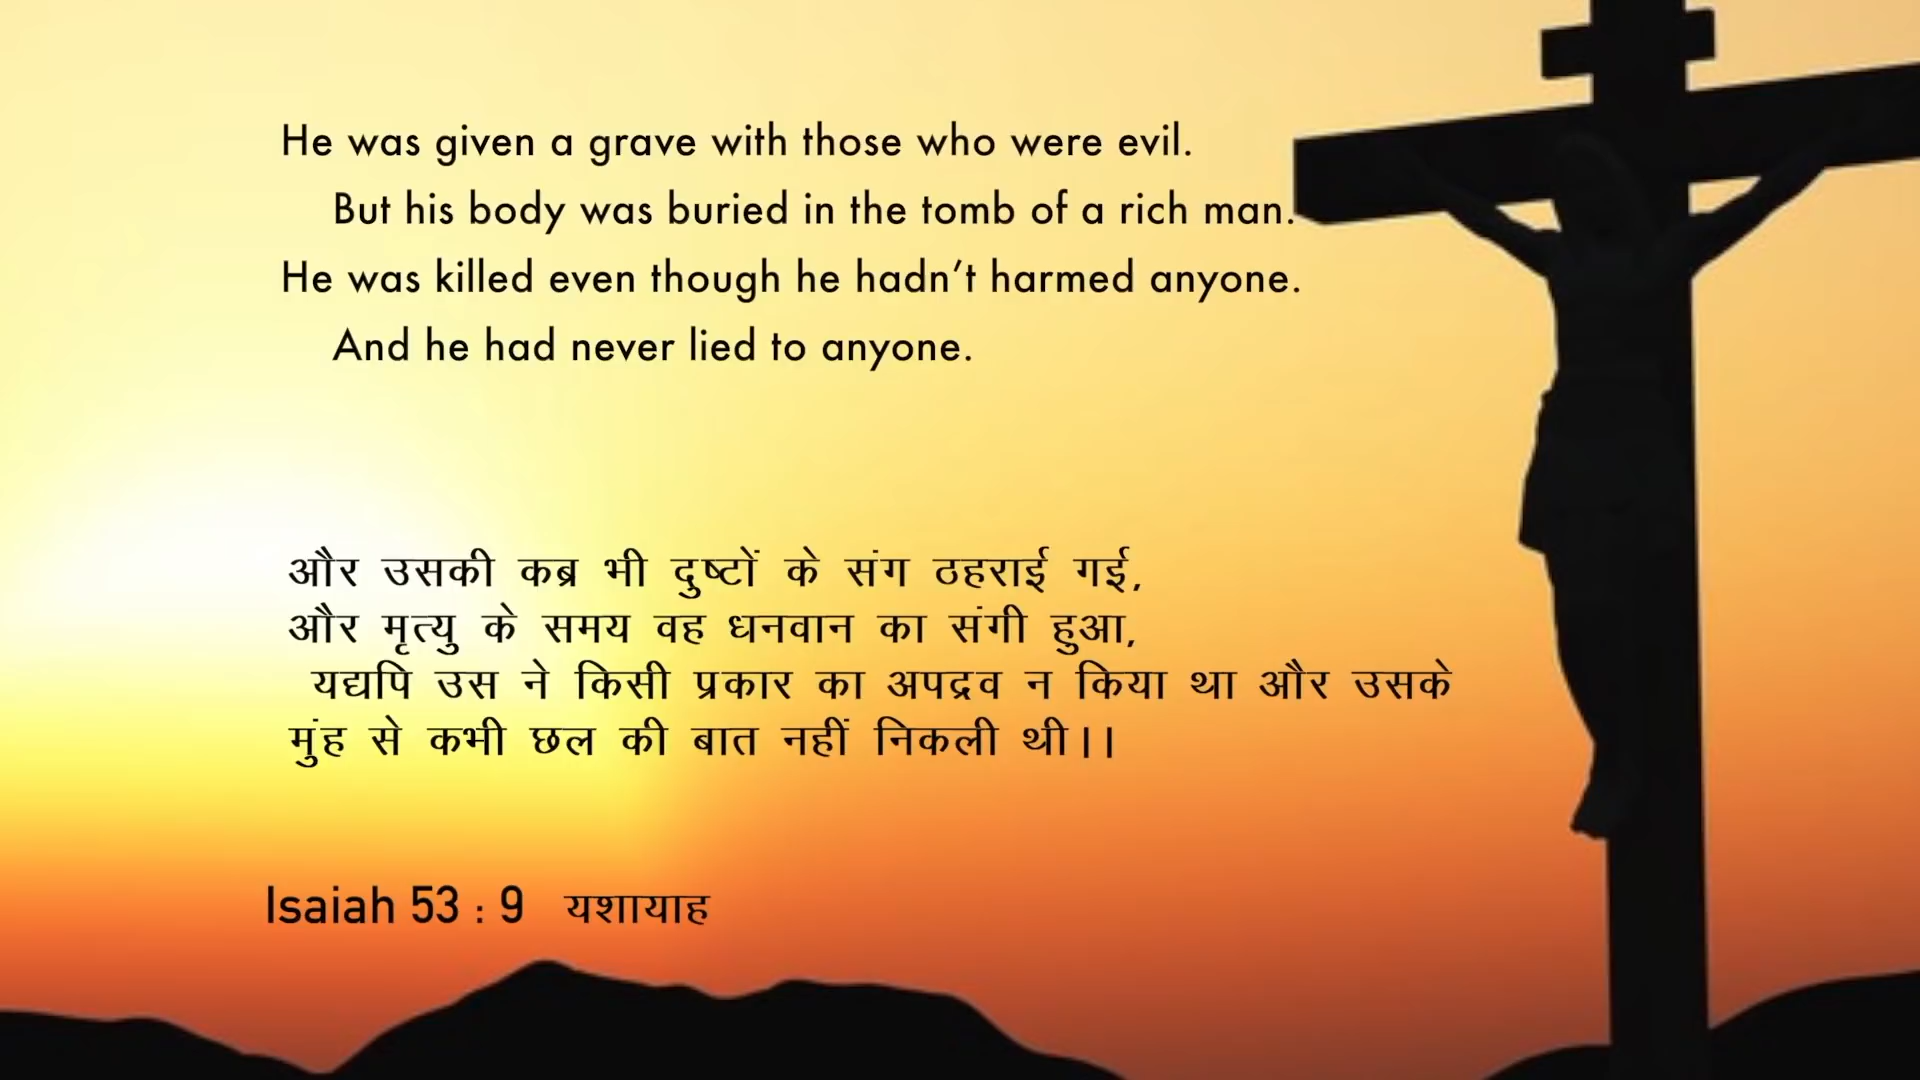 He was given a grave with those who were evil.
But his body was buried in the tomb of a rich man.
He was killed even though he hadn’t harmed anyone.
And he had never lied to anyone.
और उसकी कब्र भी दुष्टों के संग ठहराई गई,
और मृत्यु के समय वह धनवान का संगी हुआ,
यद्यपि उस ने किसी प्रकार का अपद्रव न किया था और उसके
मुंह से कभी छल की बात नहीं निकली थी।।
Isaiah 53 : 9 यशायाह